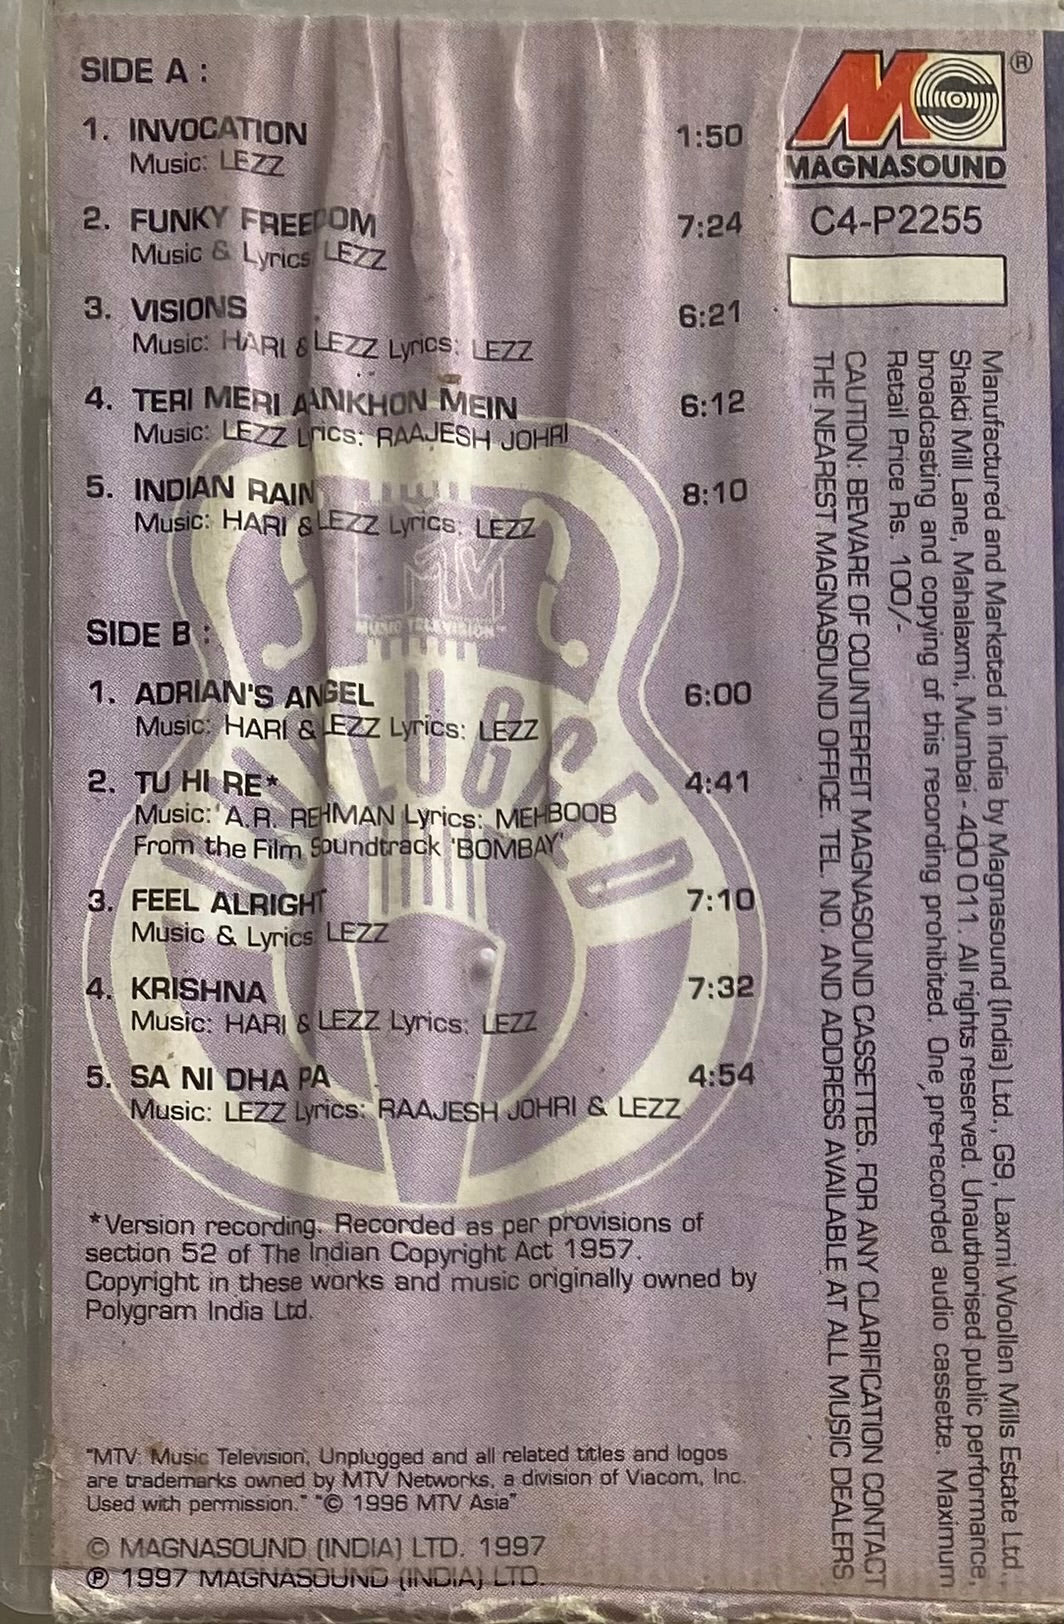 SIDE A :
1. INVOCATION 1:50
Music: LEZZ
2. FUNKY FREEDOM 7:24
Music & Lyrics LEZZ
3. VISIONS 6:21
Music: HARI & LEZZ Lyrics: LEZZ
4. TERI MERI AANKHON MEIN 6:12
Music: LEZZ Lyrics: RAAJESH JOHRI
5. INDIAN RAIN 8:10
Music: HARI & LEZZ Lyrics: LEZZ
SIDE B :
1. ADRIAN'S ANGEL 6:00
Music: HARI & LEZZ Lyrics: LEZZ
2. TU HI RE* 4:41
Music: A.R. REHMAN Lyrics: MEHBOOB
From the Film Soundtrack 'BOMBAY'
3. FEEL ALRIGHT 7:10
Music & Lyrics LEZZ
4. KRISHNA 7:32
Music: HARI & LEZZ Lyrics: LEZZ
5. SA NI DHA PA 4:54
Music: LEZZ Lyrics: RAAJESH JOHRI & LEZZ
*Version recording. Recorded as per provisions of
section 52 of The Indian Copyright Act 1957.
Copyright in these works and music originally owned by
Polygram India Ltd.
"MTV: Music Television, Unplugged and all related titles and logos
are trademarks owned by MTV Networks, a division of Viacom, Inc.
Used with permission." "© 1996 MTV Asia"
© MAGNASOUND (INDIA) LTD. 1997
℗ 1997 MAGNASOUND (INDIA) LTD.
MTV
MUSIC TELEVISION™
UNPLUGGED
M ®
MAGNASOUND
C4-P2255
Manufactured and Marketed in India by Magnasound (India) Ltd., G9, Laxmi Woollen Mills Estate Ltd.,
Shakti Mill Lane, Mahalaxmi, Mumbai - 400 011. All rights reserved. Unauthorised public performance,
broadcasting and copying of this recording prohibited. One pre-recorded audio cassette. Maximum
Retail Price Rs. 100/-
CAUTION: BEWARE OF COUNTERFEIT MAGNASOUND CASSETTES. FOR ANY CLARIFICATION CONTACT
THE NEAREST MAGNASOUND OFFICE. TEL. NO. AND ADDRESS AVAILABLE AT ALL MUSIC DEALERS.